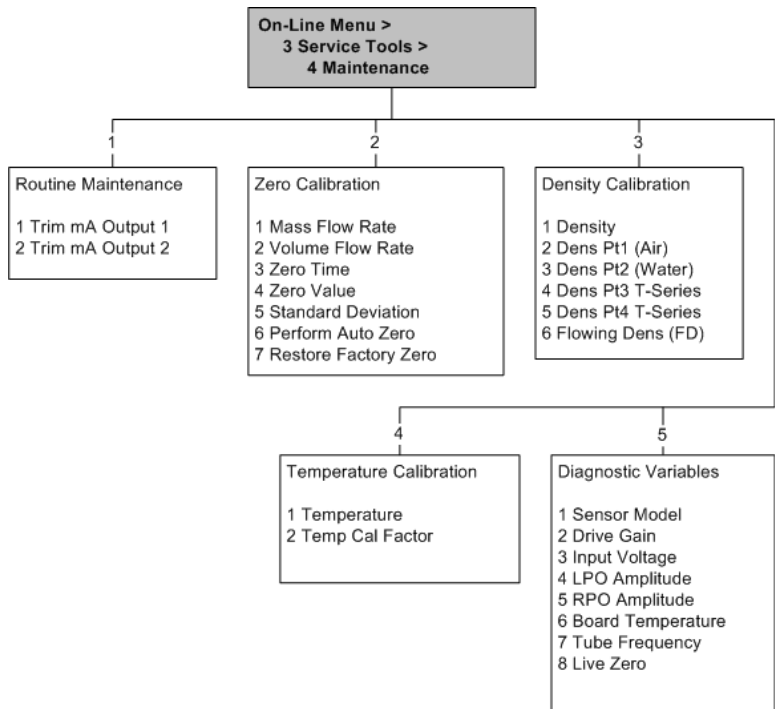 On-Line Menu >
3 Service Tools >
4 Maintenance
1
Routine Maintenance
1 Trim mA Output 1
2 Trim mA Output 2
2
Zero Calibration
1 Mass Flow Rate
2 Volume Flow Rate
3 Zero Time
4 Zero Value
5 Standard Deviation
6 Perform Auto Zero
7 Restore Factory Zero
3
Density Calibration
1 Density
2 Dens Pt1 (Air)
3 Dens Pt2 (Water)
4 Dens Pt3 T-Series
5 Dens Pt4 T-Series
6 Flowing Dens (FD)
4
Temperature Calibration
1 Temperature
2 Temp Cal Factor
5
Diagnostic Variables
1 Sensor Model
2 Drive Gain
3 Input Voltage
4 LPO Amplitude
5 RPO Amplitude
6 Board Temperature
7 Tube Frequency
8 Live Zero